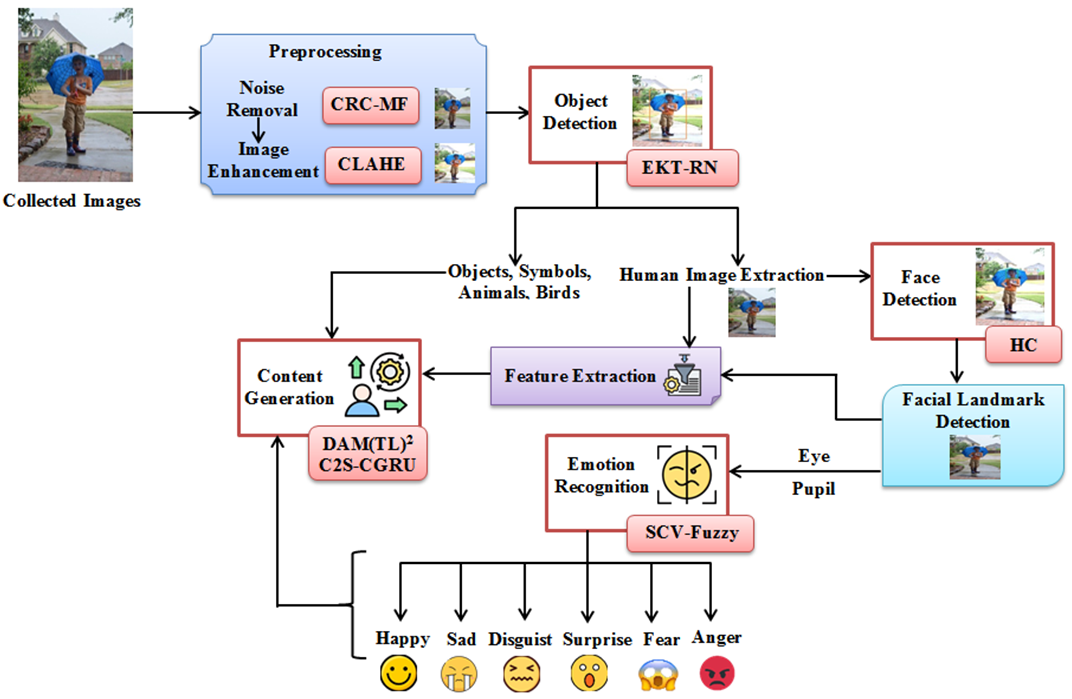 Collected Images
Preprocessing
Noise
Removal
CRC-MF
Image
Enhancement
CLAHE
Object
Detection
EKT-RN
Objects, Symbols,
Animals, Birds
Human Image Extraction
Face
Detection
HC
Facial Landmark
Detection
Feature Extraction
Content
Generation
DAM(TL)²
C2S-CGRU
Eye
Pupil
Emotion
Recognition
SCV-Fuzzy
Happy
Sad
Disguist
Surprise
Fear
Anger